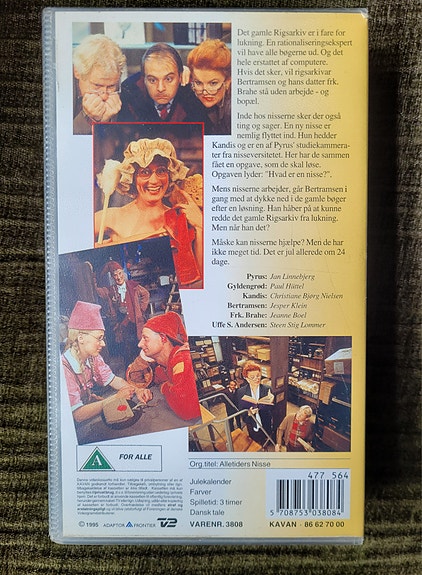 Det gamle Rigsarkiv er i fare for
lukning. En rationaliseringsekspert
vil have alle bøgerne ud. Og det
hele erstattet af computere.
Hvis det sker, vil rigsarkivar
Bertramsen og hans datter frk.
Brahe stå uden arbejde - og
bopæl.
Inde hos nisserne sker der også
ting og sager. En ny nisse er
nemlig flyttet ind. Hun hedder
Kandis og er en af Pyrus' studiekammera-
ter fra nisseversitetet. Her har de sammen
fået en opgave, som de skal løse.
Opgaven lyder: "Hvad er en nisse?".
Mens nisserne arbejder, går Bertramsen i
gang med at dykke ned i de gamle bøger
efter en løsning. Han håber på at kunne
redde det gamle Rigsarkiv fra lukning.
Men når han det?
Måske kan nisserne hjælpe? Men de har
ikke meget tid. Det er jul allerede om 24
dage.
Pyrus: Jan Linnebjerg
Gyldengrød: Paul Hüttel
Kandis: Christiane Bjørg Nielsen
Bertramsen: Jesper Klein
Frk. Brahe: Jeanne Boel
Uffe S. Andersen: Steen Stig Lommer
A
FOR ALLE
© 1995 ADAPTOR FRONTIER TV2
Org titel: Alletiders Nisse
Julekalender
Farver
Spilletid: 3 timer
Dansk tale
VARENR. 3808
477 564
5 708753 038084
KAVAN - 86 62 70 00